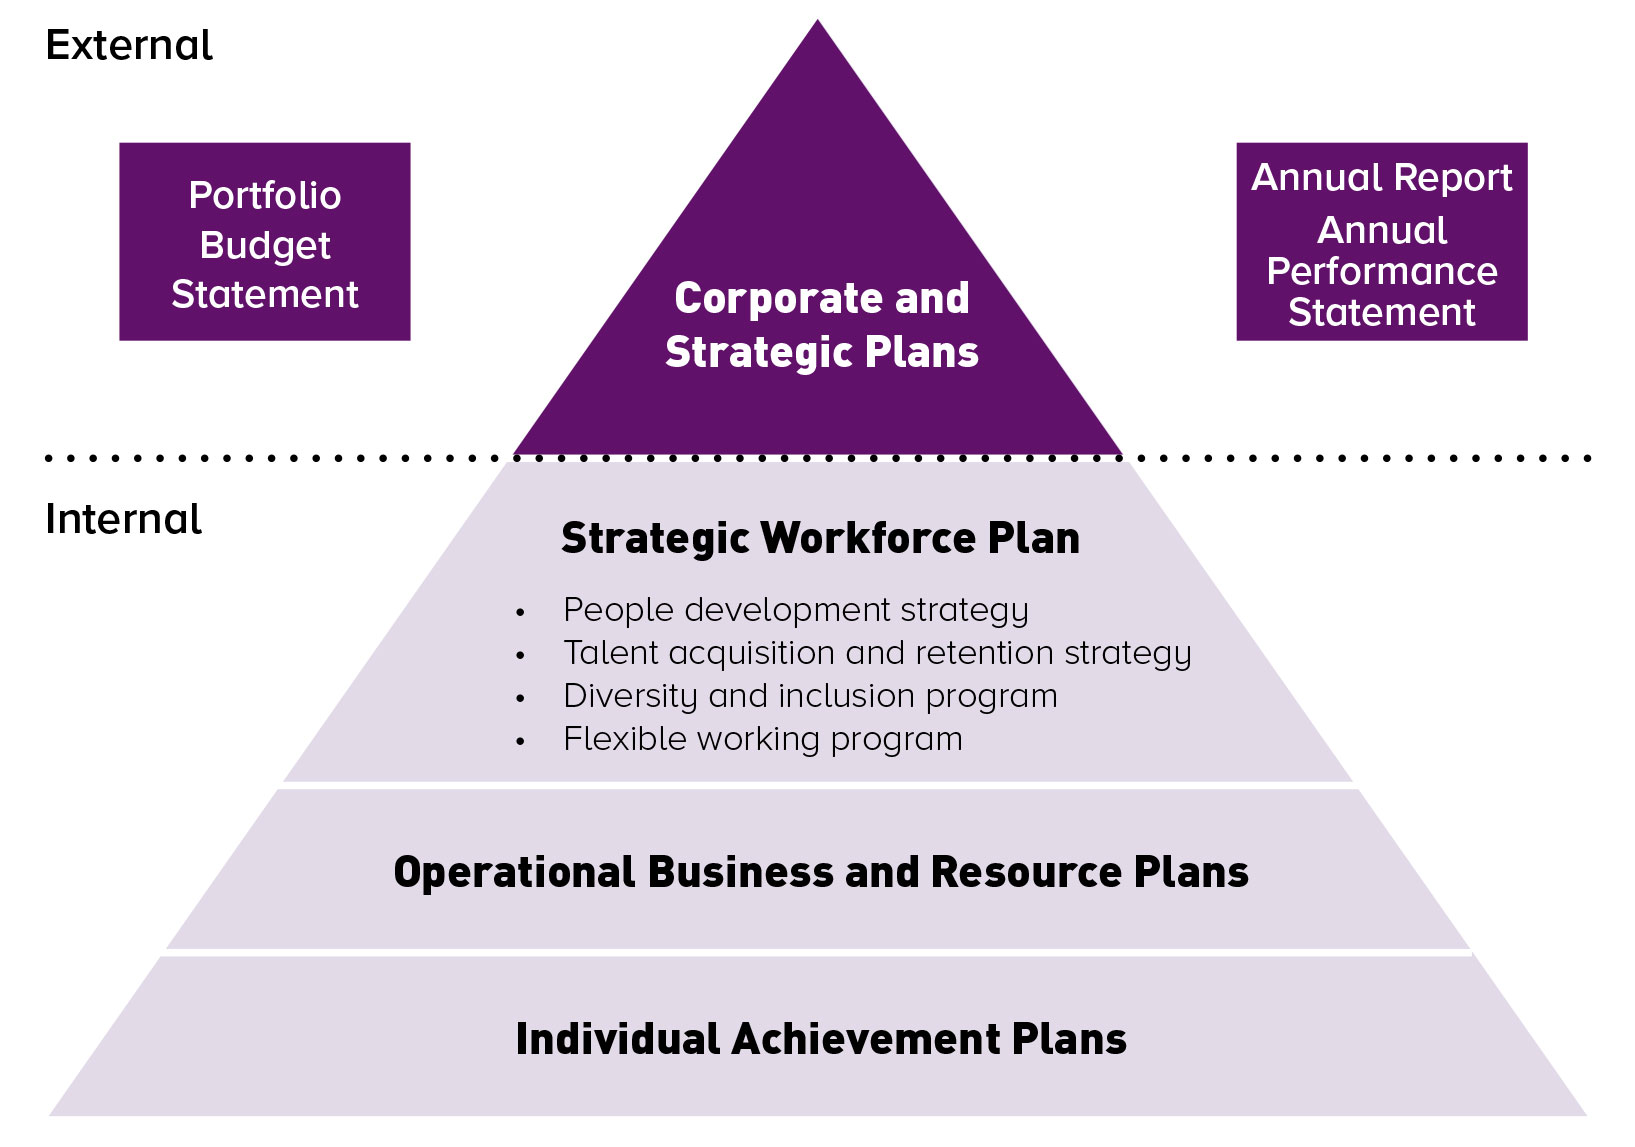 External
Portfolio
Budget
Statement
Corporate and
Strategic Plans
Annual Report
Annual
Performance
Statement
Internal
Strategic Workforce Plan
• People development strategy
• Talent acquisition and retention strategy
• Diversity and inclusion program
• Flexible working program
Operational Business and Resource Plans
Individual Achievement Plans